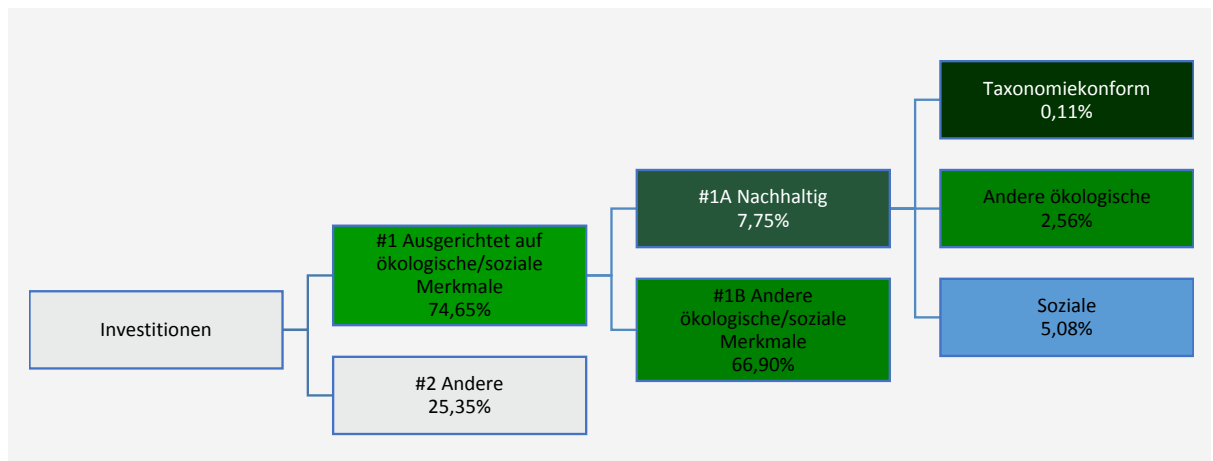 Investitionen
#1 Ausgerichtet auf
ökologische/soziale
Merkmale
74,65%
#2 Andere
25,35%
#1A Nachhaltig
7,75%
#1B Andere
ökologische/soziale
Merkmale
66,90%
Taxonomiekonform
0,11%
Andere ökologische
2,56%
Soziale
5,08%